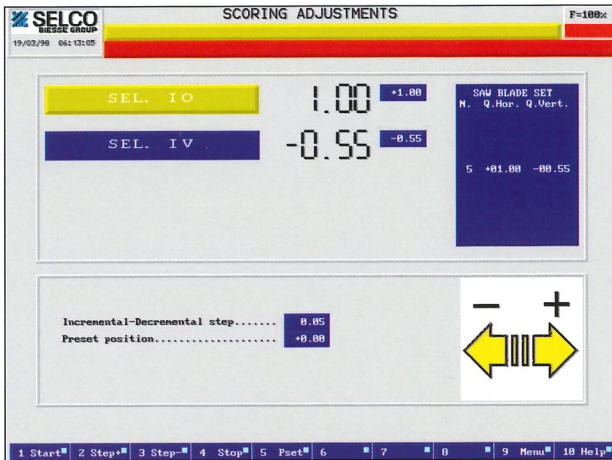 SELCO
BIESSE GROUP
SCORING ADJUSTMENTS
F=100%
19/03/98 06:13:05
SEL. IO 1.00 +1.00
SEL. IV -0.55 -0.55
SAW BLADE SET
N. Q.Hor. Q.Vert.
5 +01.00 -00.55
Incremental-Decremental step....... 0.05
Preset position.................... +0.00
- +
1 Start 2 Step+ 3 Step- 4 Stop 5 Pset 6 7 8 9 Menu 10 Help